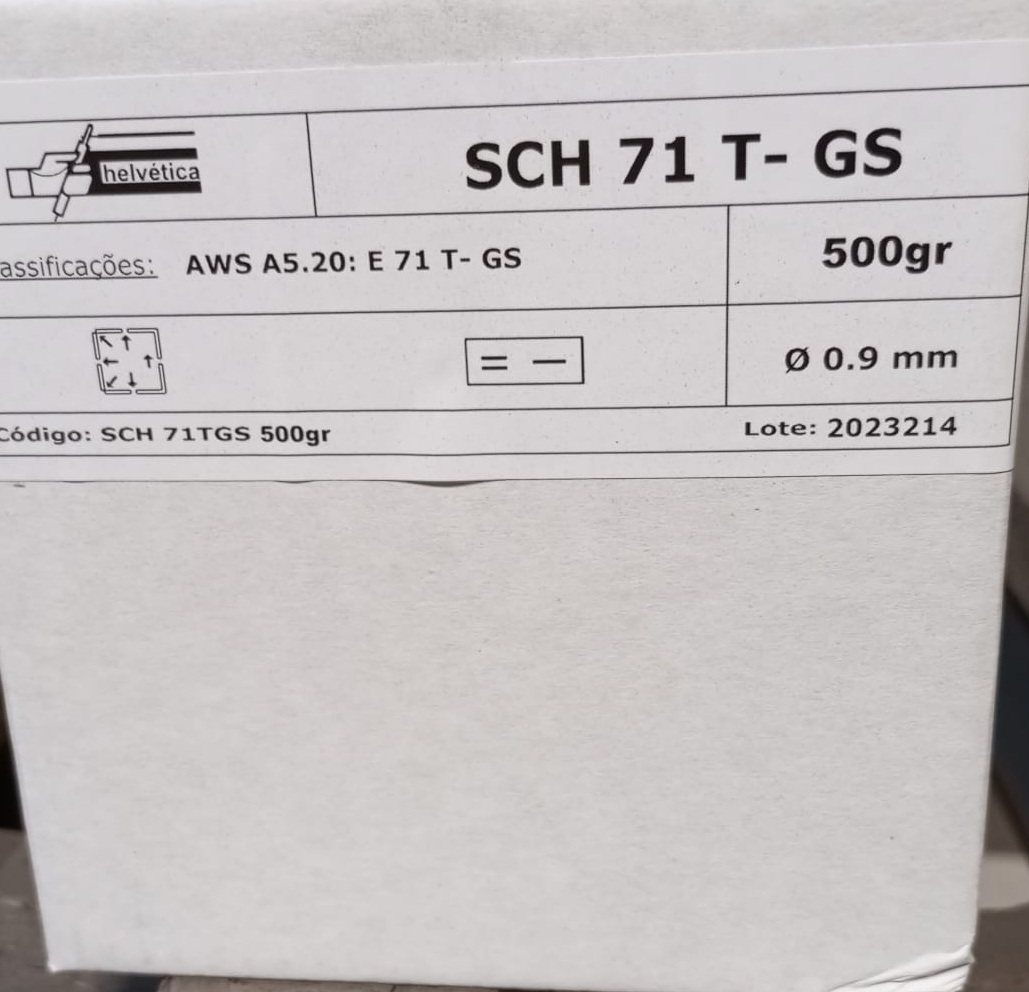 helvética
SCH 71 T- GS
assificações: AWS A5.20: E 71 T- GS
500gr
= —
Ø 0.9 mm
Código: SCH 71TGS 500gr
Lote: 2023214